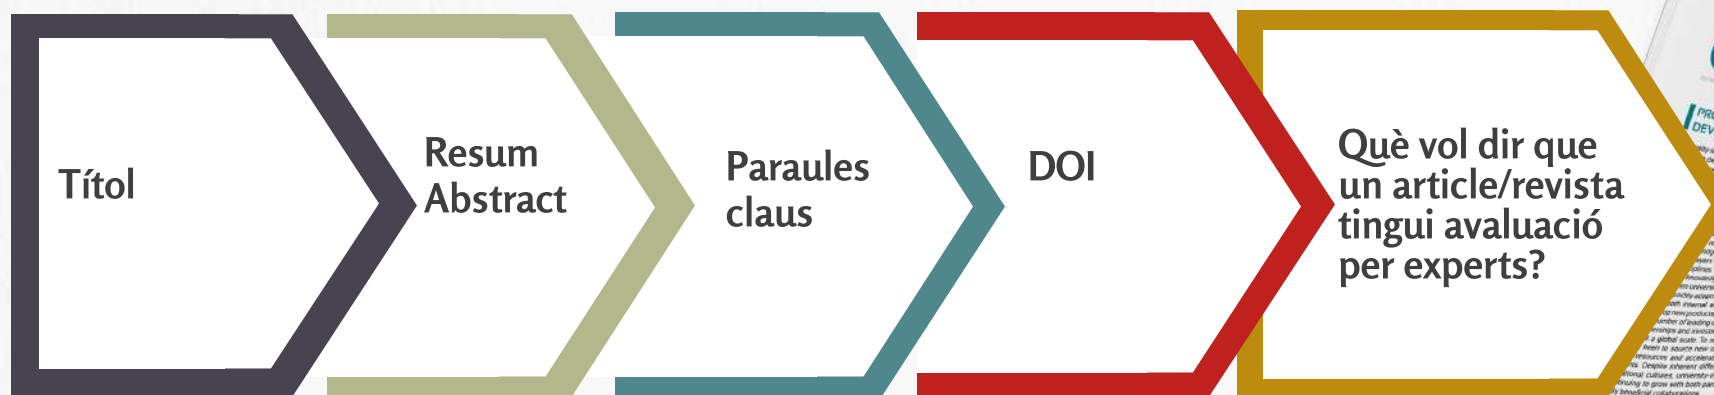 Títol
Resum
Abstract
Paraules
claus
DOI
Què vol dir que
un article/revista
tingui avaluació
per experts?